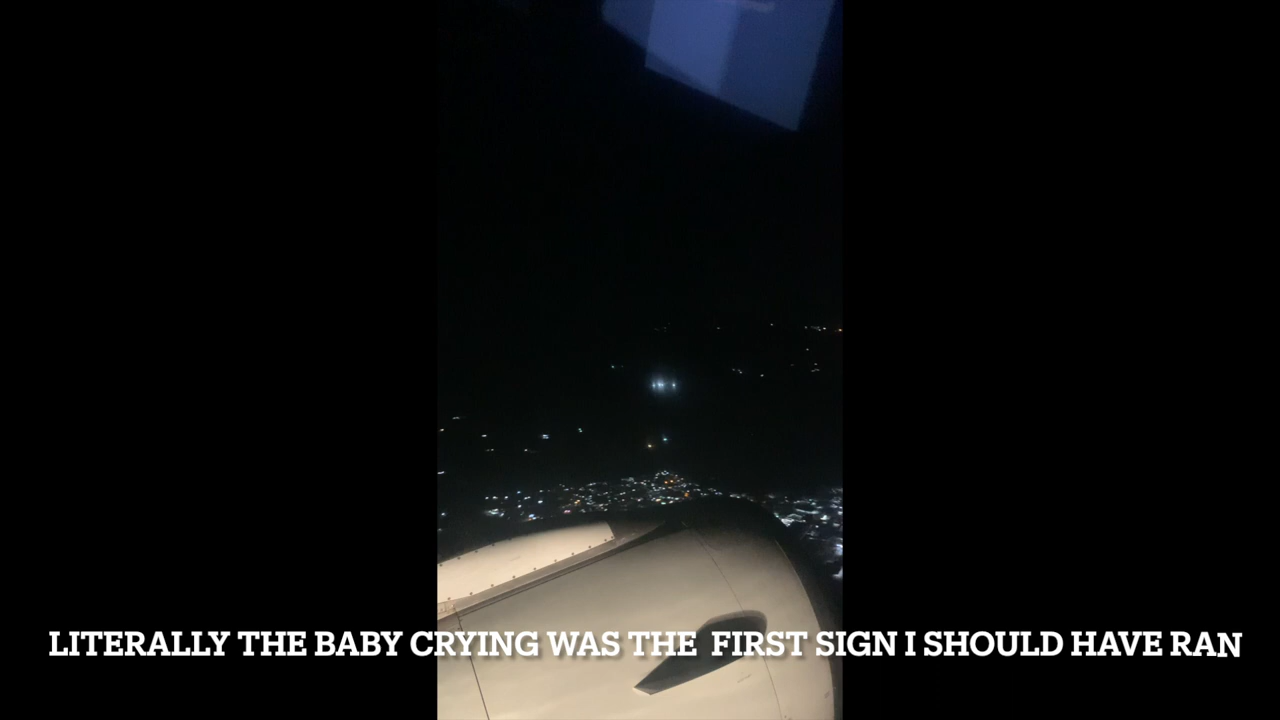 LITERALLY THE BABY CRYING WAS THE FIRST SIGN I SHOULD HAVE RAN